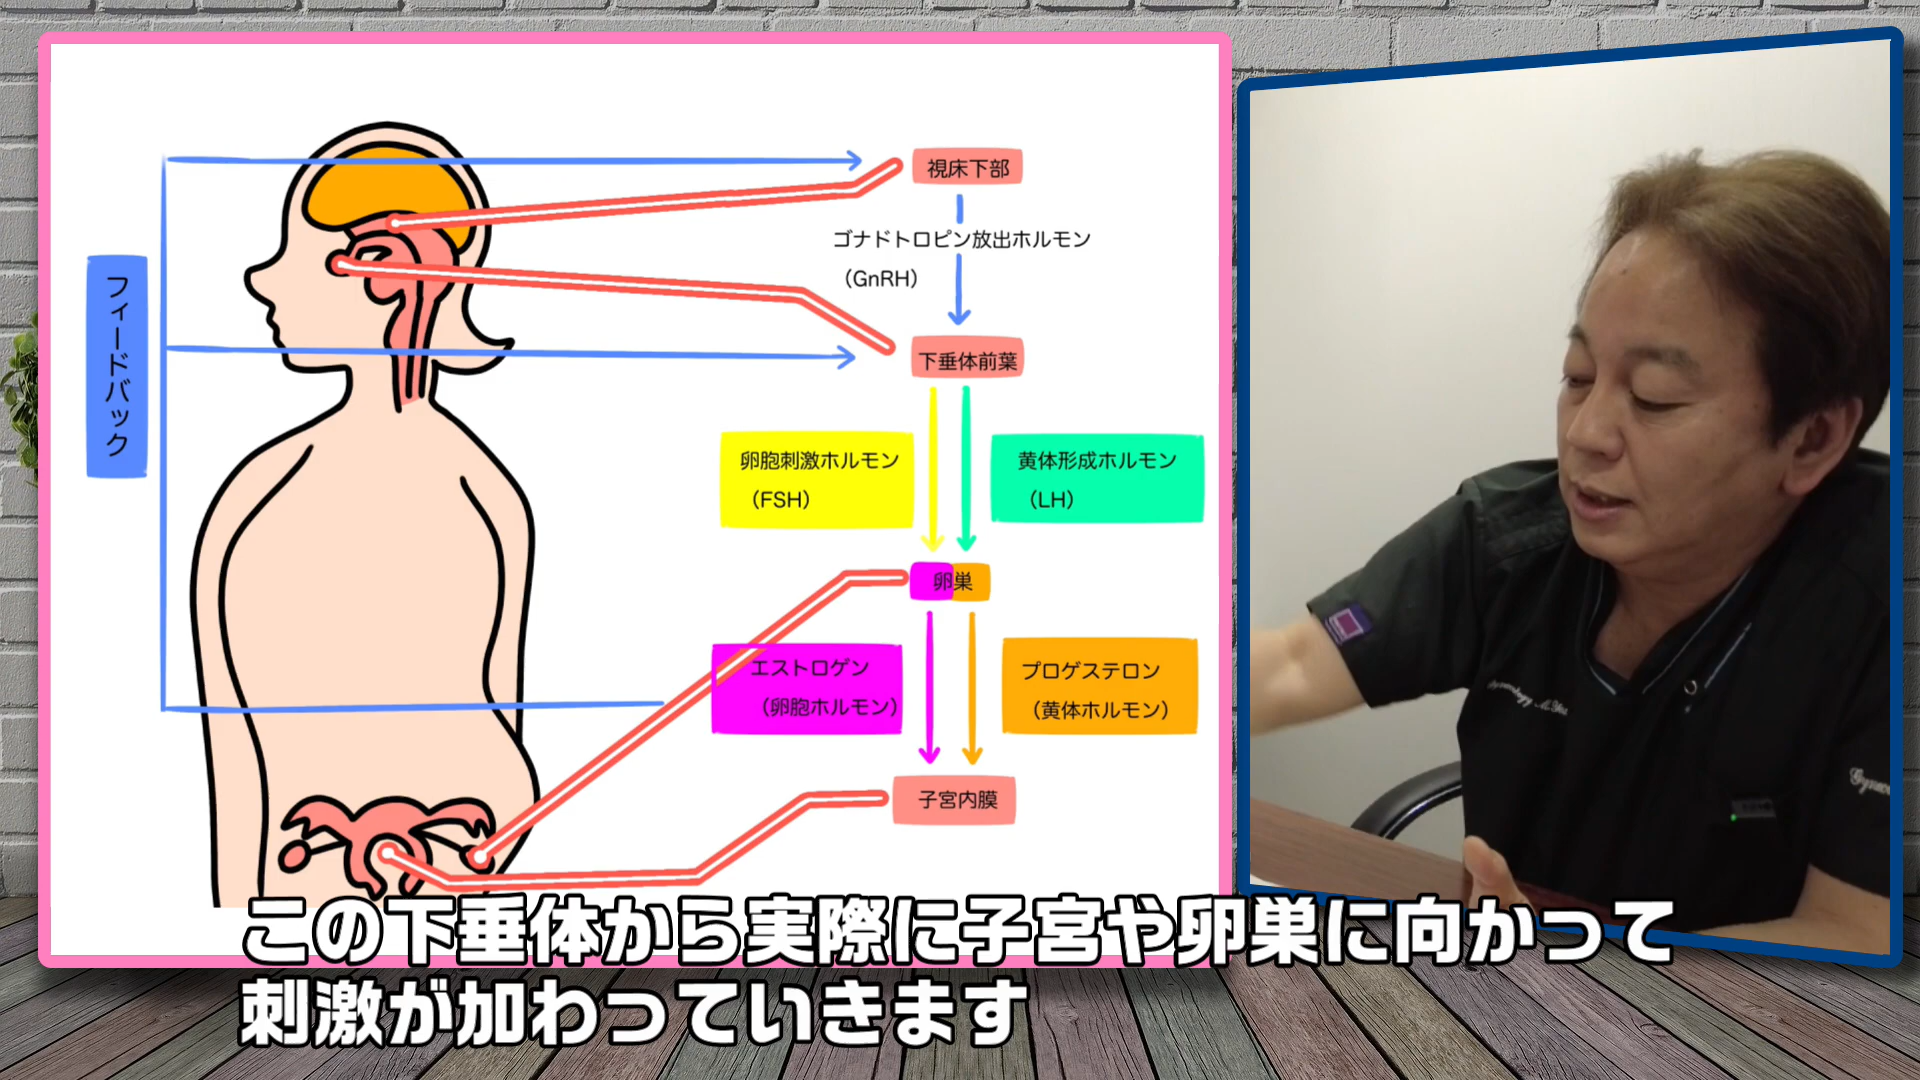 視床下部
ゴナドトロピン放出ホルモン
（GnRH）
フィードバック
下垂体前葉
卵胞刺激ホルモン
（FSH）
黄体形成ホルモン
（LH）
卵巣
エストロゲン
（卵胞ホルモン）
プロゲステロン
（黄体ホルモン）
子宮内膜
この下垂体から実際に子宮や卵巣に向かって
刺激が加わっていきます